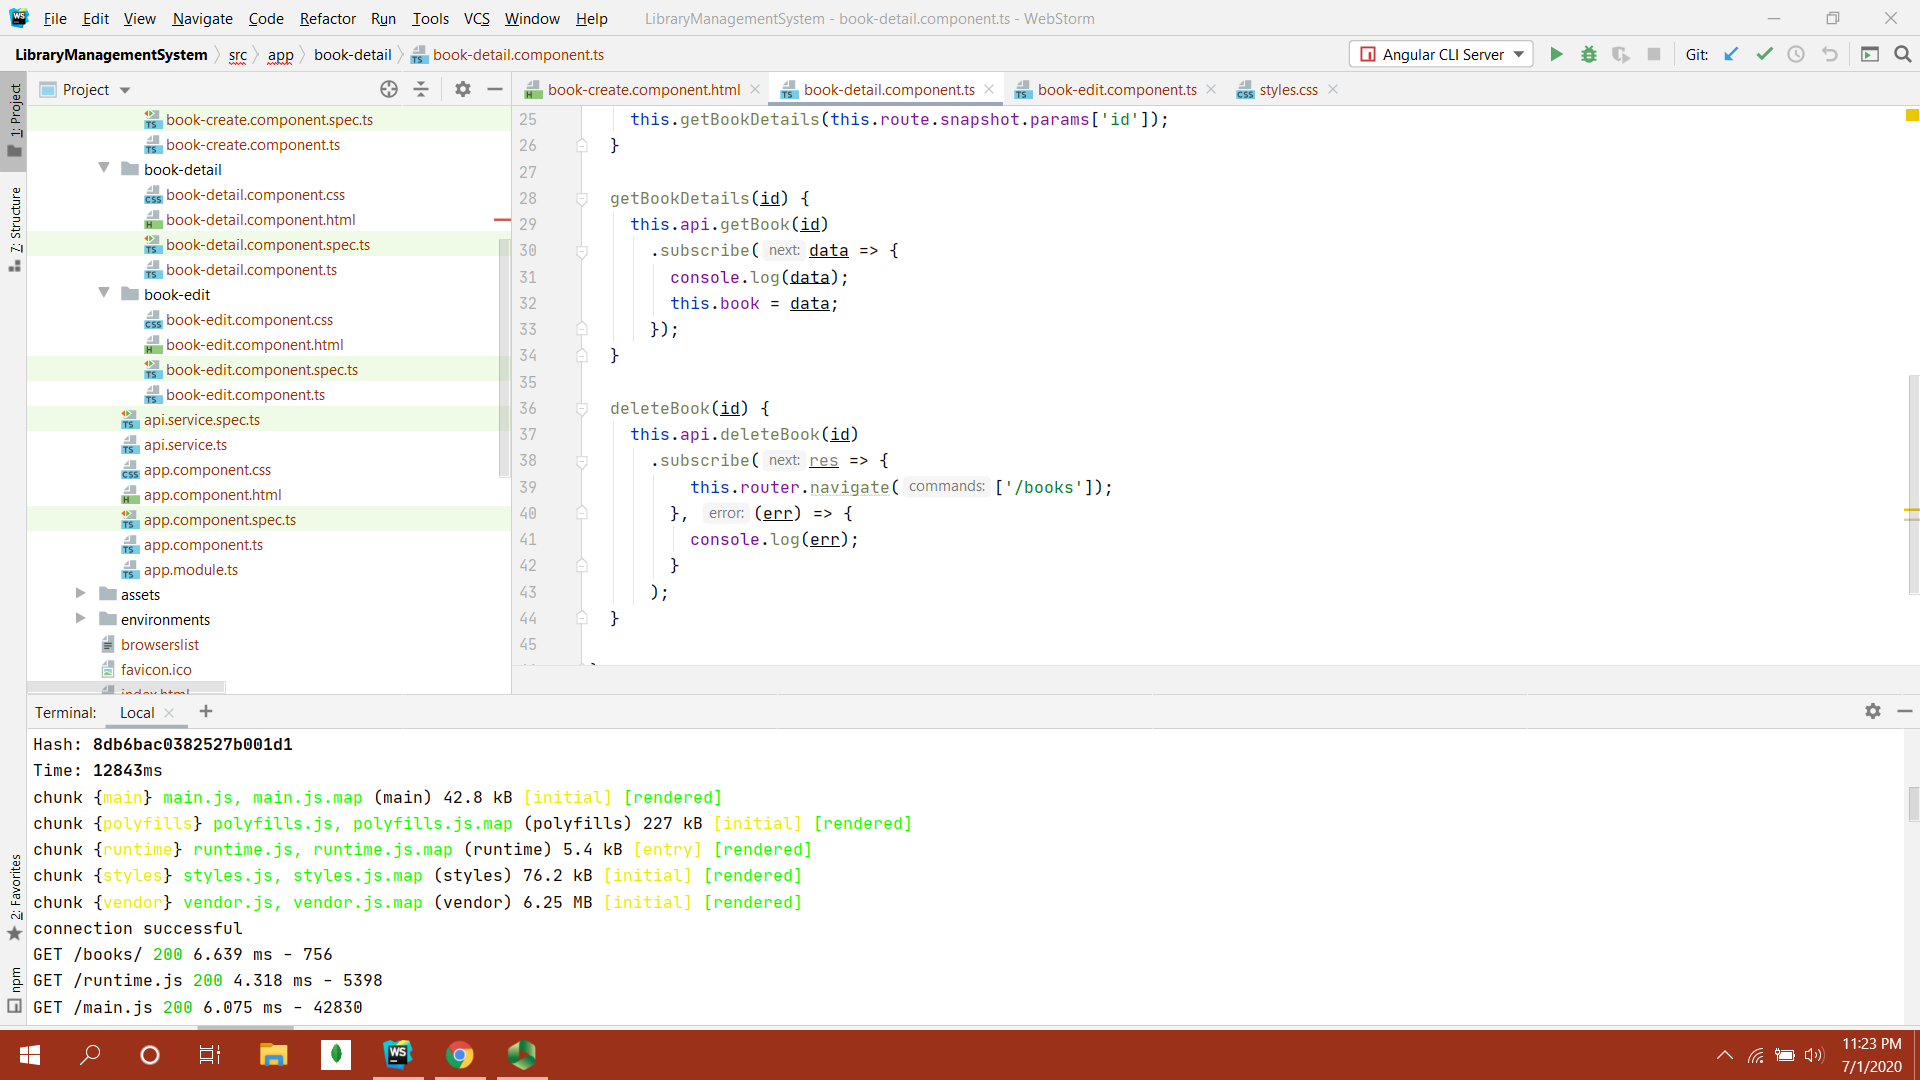 File Edit View Navigate Code Refactor Run Tools VCS Window Help LibraryManagementSystem - book-detail.component.ts - WebStorm
LibraryManagementSystem src app book-detail book-detail.component.ts Angular CLI Server Git:
1: Project
7: Structure
2: Favorites
npm
Project
book-create.component.spec.ts
book-create.component.ts
book-detail
book-detail.component.css
book-detail.component.html
book-detail.component.spec.ts
book-detail.component.ts
book-edit
book-edit.component.css
book-edit.component.html
book-edit.component.spec.ts
book-edit.component.ts
api.service.spec.ts
api.service.ts
app.component.css
app.component.html
app.component.spec.ts
app.component.ts
app.module.ts
assets
environments
browserslist
favicon.ico
index.html
book-create.component.html book-detail.component.ts book-edit.component.ts styles.css
25 this.getBookDetails(this.route.snapshot.params['id']);
26 }
27
28 getBookDetails(id) {
29 this.api.getBook(id)
30 .subscribe( next: data => {
31 console.log(data);
32 this.book = data;
33 });
34 }
35
36 deleteBook(id) {
37 this.api.deleteBook(id)
38 .subscribe( next: res => {
39 this.router.navigate( commands: ['/books']);
40 }, error: (err) => {
41 console.log(err);
42 }
43 );
44 }
45
Terminal: Local
Hash: 8db6bac0382527b001d1
Time: 12843ms
chunk {main} main.js, main.js.map (main) 42.8 kB [initial] [rendered]
chunk {polyfills} polyfills.js, polyfills.js.map (polyfills) 227 kB [initial] [rendered]
chunk {runtime} runtime.js, runtime.js.map (runtime) 5.4 kB [entry] [rendered]
chunk {styles} styles.js, styles.js.map (styles) 76.2 kB [initial] [rendered]
chunk {vendor} vendor.js, vendor.js.map (vendor) 6.25 MB [initial] [rendered]
connection successful
GET /books/ 200 6.639 ms - 756
GET /runtime.js 200 4.318 ms - 5398
GET /main.js 200 6.075 ms - 42830
11:23 PM
7/1/2020